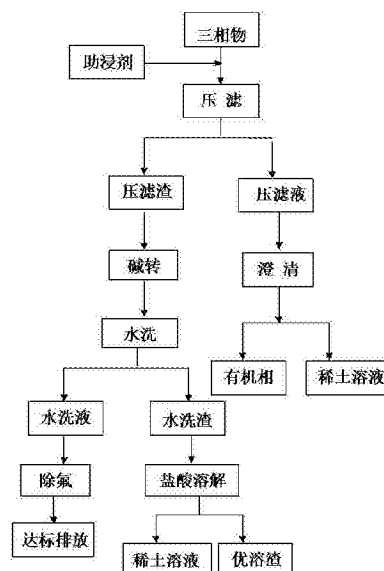 三相物
助浸剂
压 滤
压滤渣
压滤液
碱转
澄 清
水洗
有机相
稀土溶液
水洗液
水洗渣
除氟
盐酸溶解
达标排放
稀土溶液
优溶渣